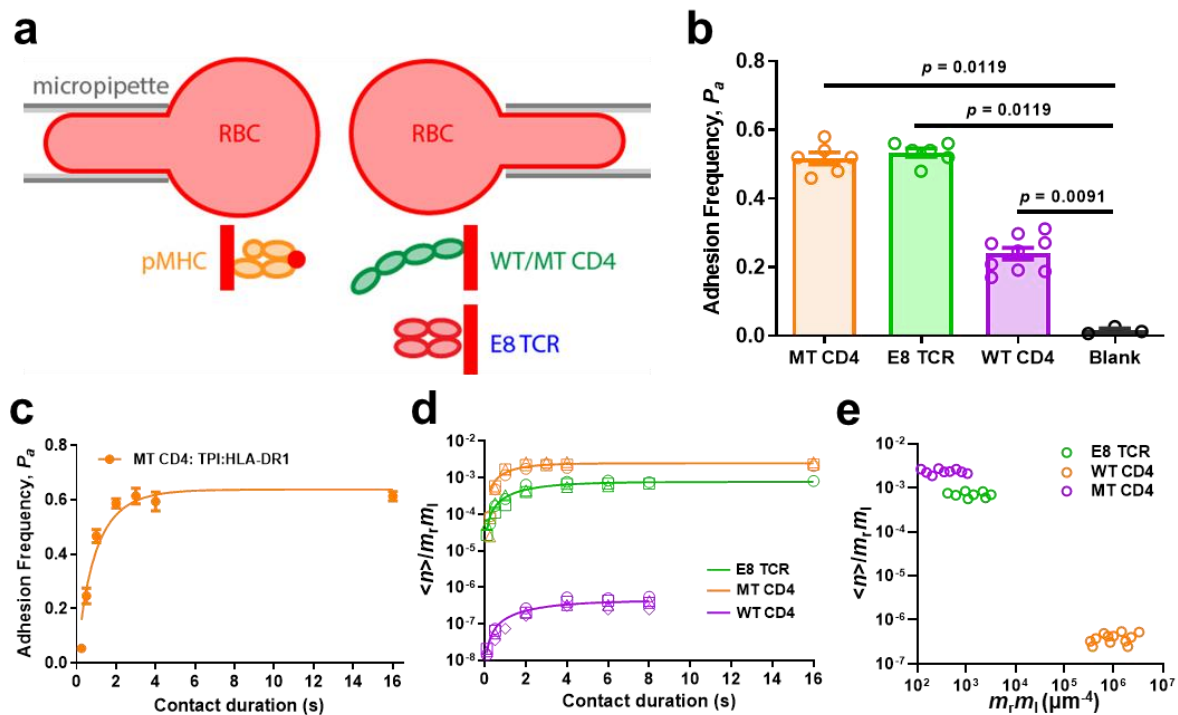 a
micropipette
RBC
RBC
pMHC
WT/MT CD4
E8 TCR
b
Adhesion Frequency, Pa
0.8
0.6
0.4
0.2
0.0
p = 0.0119
p = 0.0119
p = 0.0091
MT CD4
E8 TCR
WT CD4
Blank
c
Adhesion Frequency, Pa
0.8
0.6
0.4
0.2
0.0
MT CD4: TPI:HLA-DR1
0 2 4 6 8 10 12 14 16
Contact duration (s)
d
<n>/mrml
10-2
10-3
10-4
10-5
10-6
10-7
10-8
E8 TCR
MT CD4
WT CD4
0 2 4 6 8 10 12 14 16
Contact duration (s)
e
<n>/mrml
10-2
10-3
10-4
10-5
10-6
10-7
E8 TCR
WT CD4
MT CD4
102 103 104 105 106 107
mrml (µm-4)